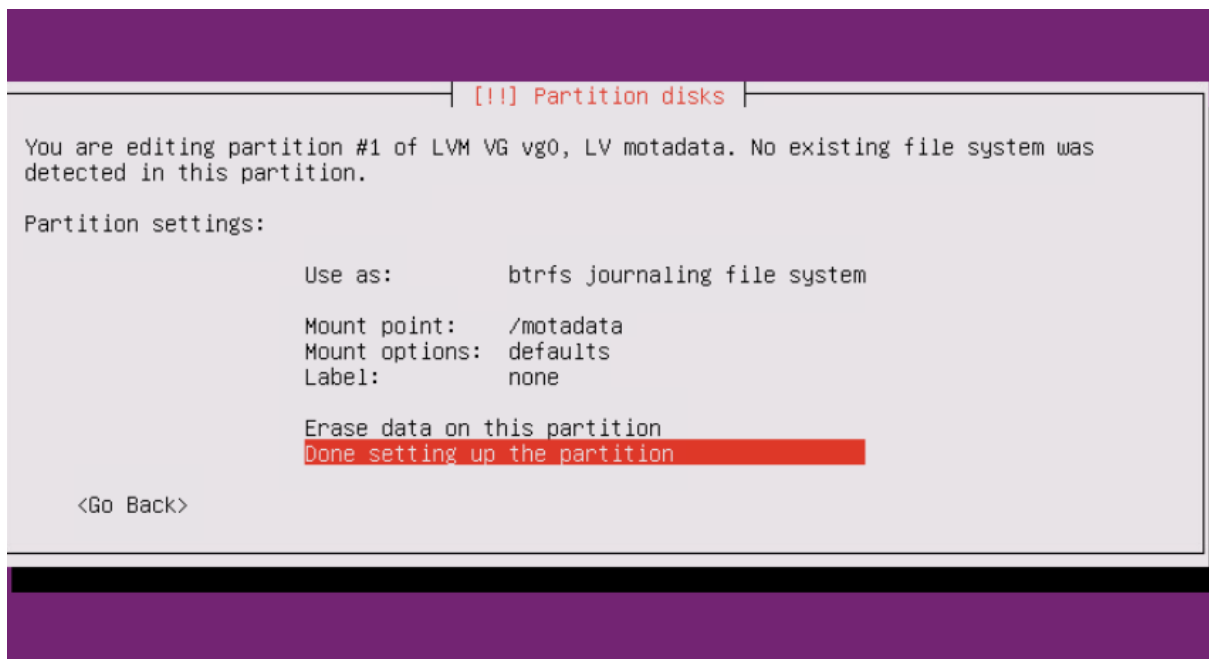 [!!] Partition disks
You are editing partition #1 of LVM VG vg0, LV motadata. No existing file system was
detected in this partition.
Partition settings:
Use as: btrfs journaling file system
Mount point: /motadata
Mount options: defaults
Label: none
Erase data on this partition
Done setting up the partition
<Go Back>